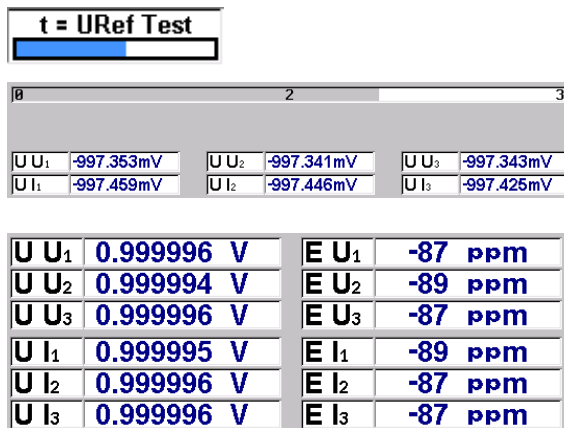 t = URef Test
0 2 3
U U₁ -997.353mV U U₂ -997.341mV U U₃ -997.343mV
U I₁ -997.459mV U I₂ -997.446mV U I₃ -997.425mV
U U₁ 0.999996 V E U₁ -87 ppm
U U₂ 0.999994 V E U₂ -89 ppm
U U₃ 0.999996 V E U₃ -87 ppm
U I₁ 0.999995 V E I₁ -89 ppm
U I₂ 0.999996 V E I₂ -87 ppm
U I₃ 0.999996 V E I₃ -87 ppm